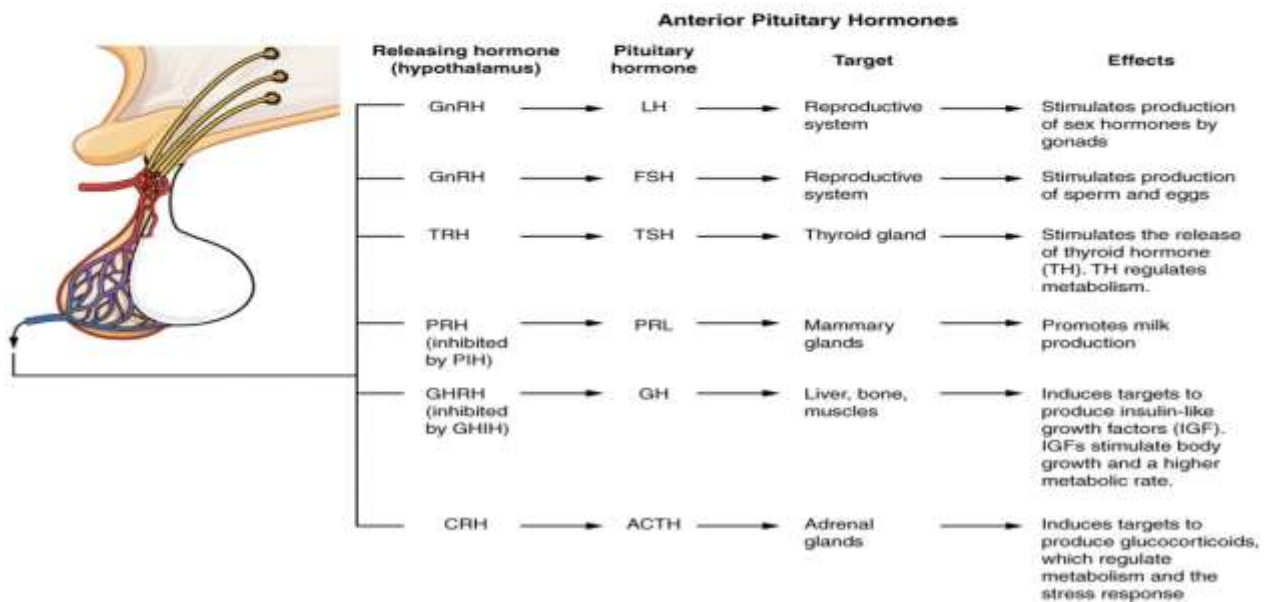 Anterior Pituitary Hormones
Releasing hormone
(hypothalamus)
Pituitary
hormone
Target
Effects
GnRH
LH
Reproductive
system
Stimulates production
of sex hormones by
gonads
GnRH
FSH
Reproductive
system
Stimulates production
of sperm and eggs
TRH
TSH
Thyroid gland
Stimulates the release
of thyroid hormone
(TH). TH regulates
metabolism.
PRH
(inhibited
by PIH)
PRL
Mammary
glands
Promotes milk
production
GHRH
(inhibited
by GHIH)
GH
Liver, bone,
muscles
Induces targets to
produce insulin-like
growth factors (IGF).
IGFs stimulate body
growth and a higher
metabolic rate.
CRH
ACTH
Adrenal
glands
Induces targets to
produce glucocorticoids,
which regulate
metabolism and the
stress response